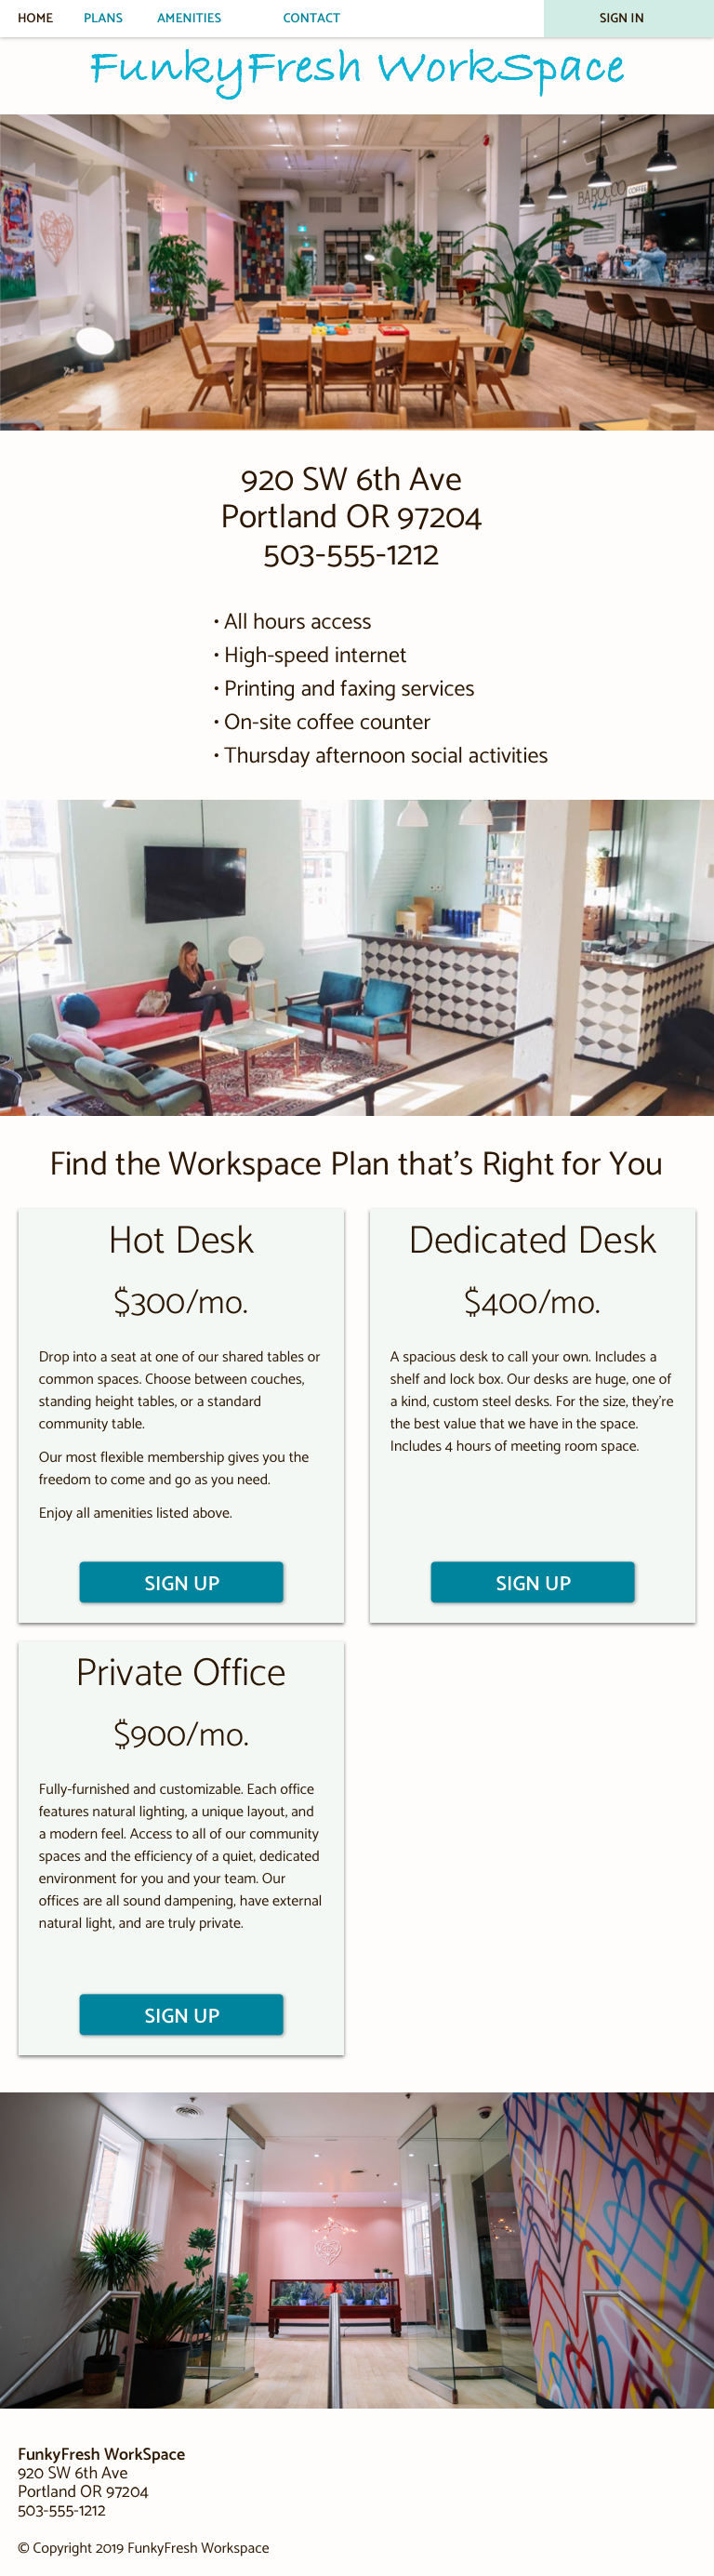 HOME PLANS AMENITIES CONTACT SIGN IN
FunkyFresh WorkSpace
BAROCCO
COFFEE
920 SW 6th Ave
Portland OR 97204
503-555-1212
• All hours access
• High-speed internet
• Printing and faxing services
• On-site coffee counter
• Thursday afternoon social activities
Find the Workspace Plan that's Right for You
Hot Desk
$300/mo.
Drop into a seat at one of our shared tables or
common spaces. Choose between couches,
standing height tables, or a standard
community table.
Our most flexible membership gives you the
freedom to come and go as you need.
Enjoy all amenities listed above.
SIGN UP
Dedicated Desk
$400/mo.
A spacious desk to call your own. Includes a
shelf and lock box. Our desks are huge, one of
a kind, custom steel desks. For the size, they're
the best value that we have in the space.
Includes 4 hours of meeting room space.
SIGN UP
Private Office
$900/mo.
Fully-furnished and customizable. Each office
features natural lighting, a unique layout, and
a modern feel. Access to all of our community
spaces and the efficiency of a quiet, dedicated
environment for you and your team. Our
offices are all sound dampening, have external
natural light, and are truly private.
SIGN UP
FunkyFresh WorkSpace
920 SW 6th Ave
Portland OR 97204
503-555-1212
© Copyright 2019 FunkyFresh Workspace